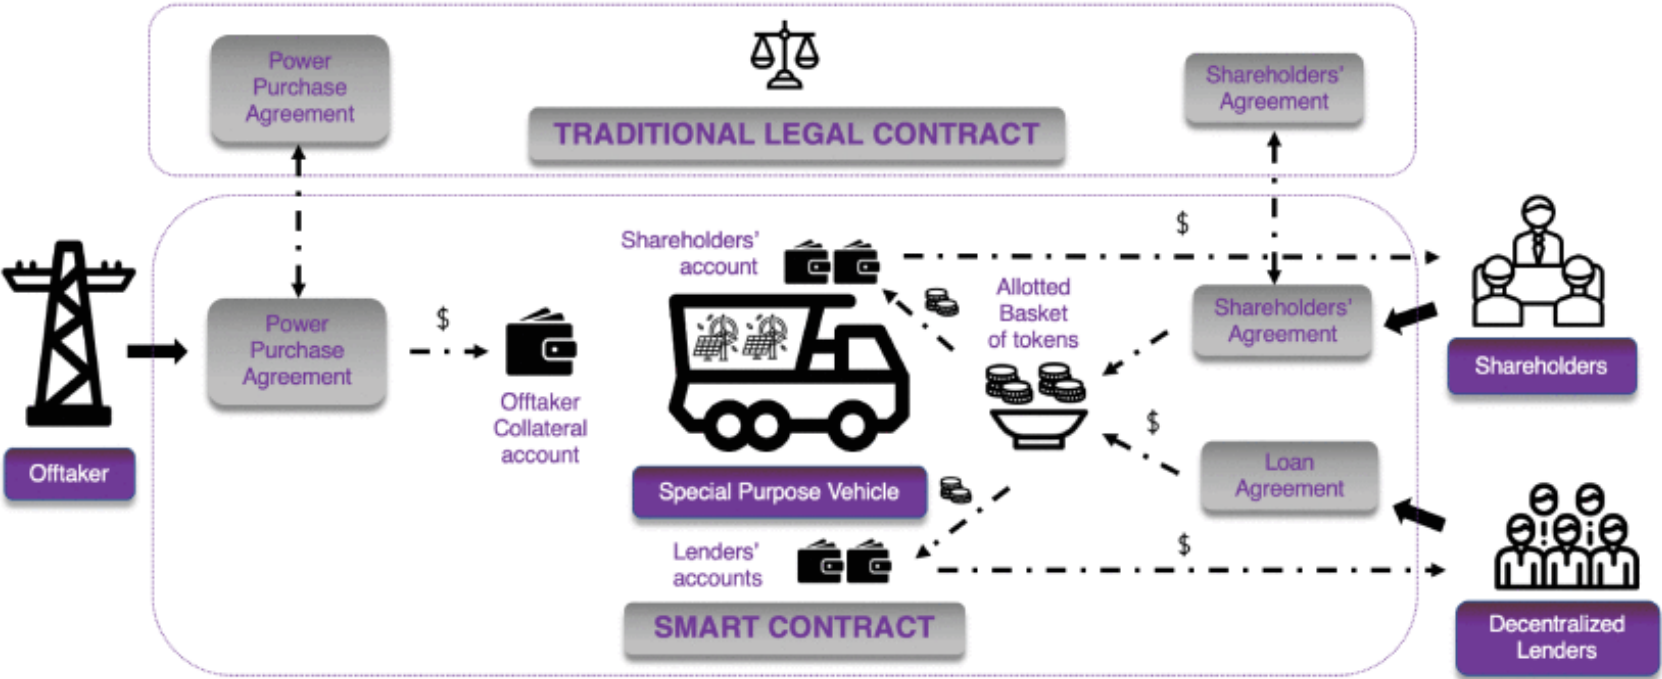 Power
Purchase
Agreement
TRADITIONAL LEGAL CONTRACT
Shareholders'
Agreement
$
Shareholders'
account
Allotted
Basket
of tokens
Shareholders'
Agreement
Shareholders
Power
Purchase
Agreement
$
Offtaker
Collateral
account
Offtaker
Special Purpose Vehicle
$
Loan
Agreement
Lenders'
accounts
$
SMART CONTRACT
Decentralized
Lenders